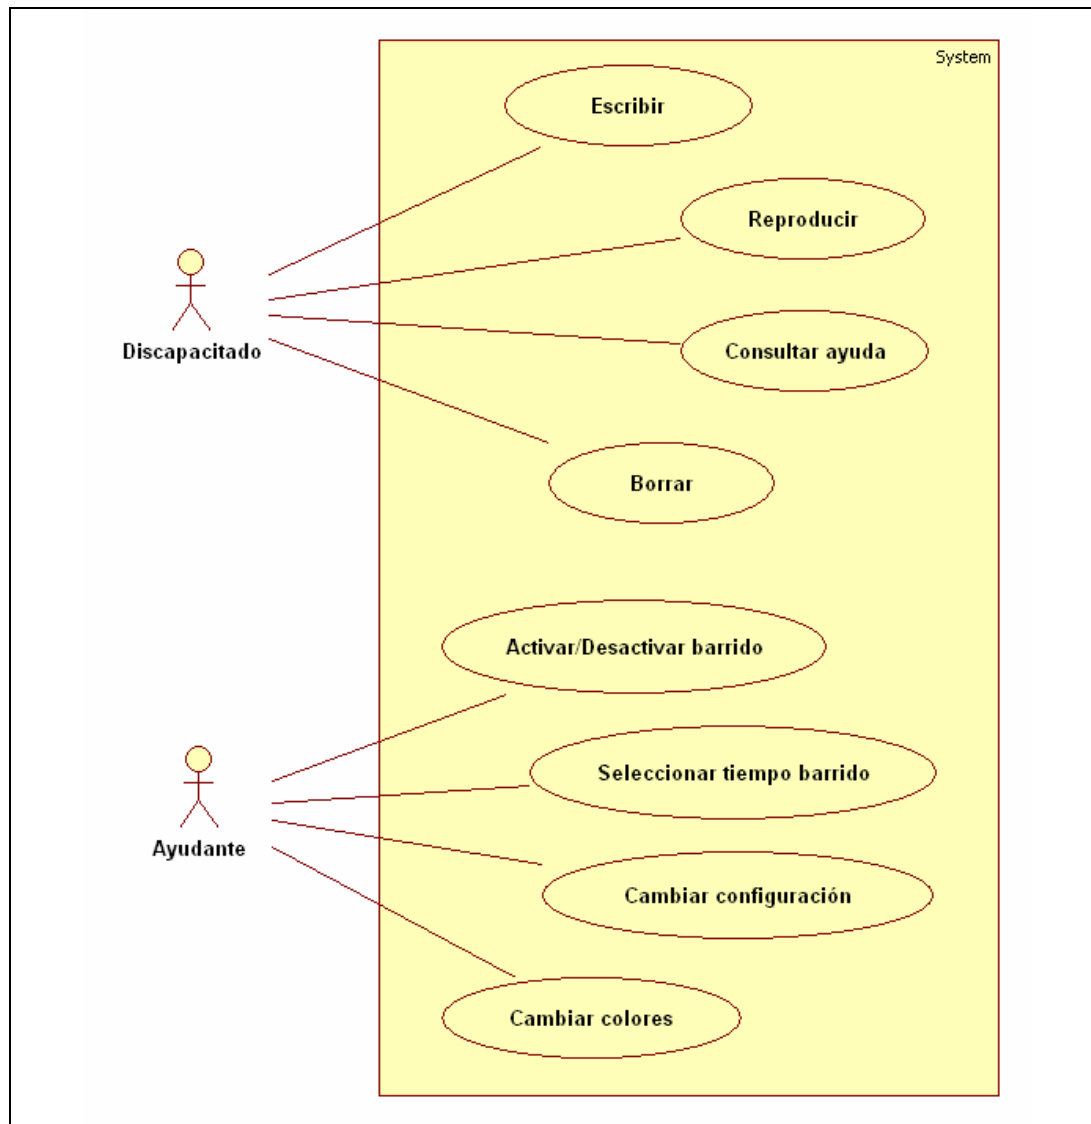 System
Escribir
Reproducir
Discapacitado
Consultar ayuda
Borrar
Activar/Desactivar barrido
Seleccionar tiempo barrido
Ayudante
Cambiar configuración
Cambiar colores